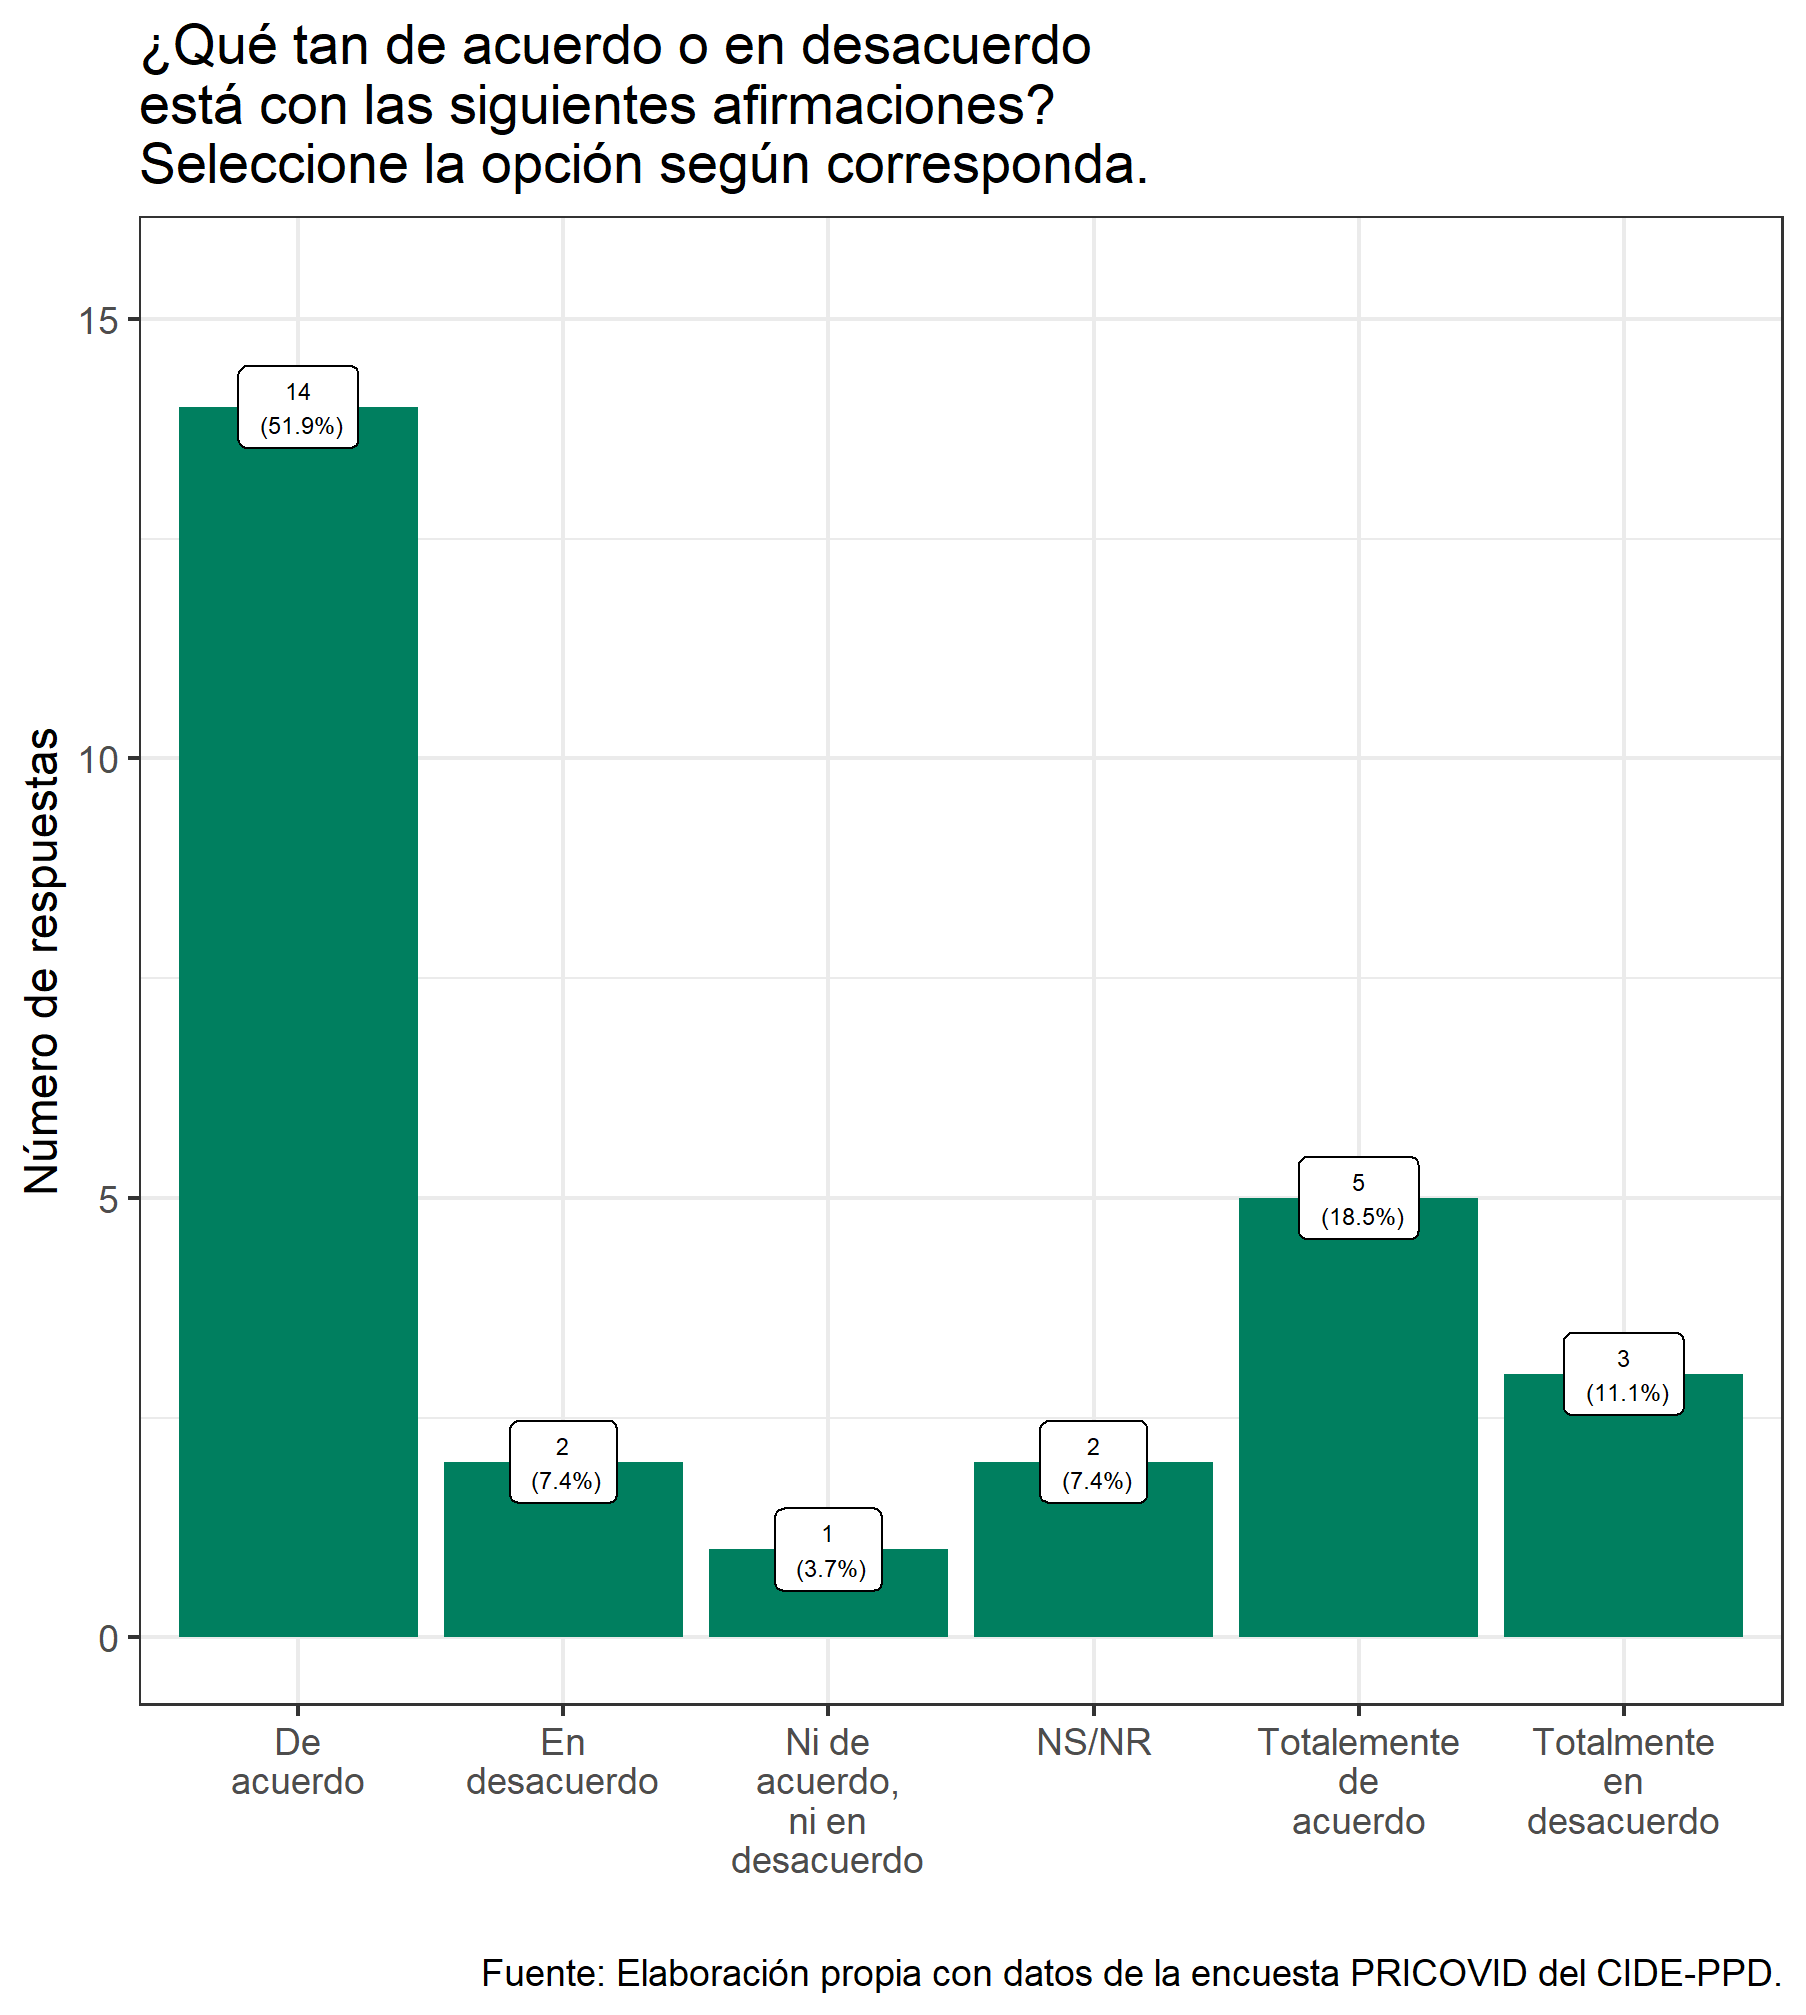 ¿Qué tan de acuerdo o en desacuerdo
está con las siguientes afirmaciones?
Seleccione la opción según corresponda.
Número de respuestas
15
10
5
0
14
(51.9%)
2
(7.4%)
1
(3.7%)
2
(7.4%)
5
(18.5%)
3
(11.1%)
De
acuerdo
En
desacuerdo
Ni de
acuerdo,
ni en
desacuerdo
NS/NR
Totalemente
de
acuerdo
Totalmente
en
desacuerdo
Fuente: Elaboración propia con datos de la encuesta PRICOVID del CIDE-PPD.